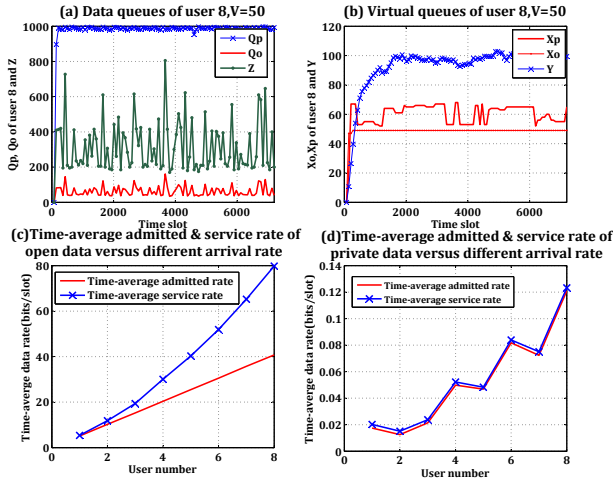 (a) Data queues of user 8,V=50
Qp, Qo of user 8 and Z
1000
800
600
400
200
0
0
2000
4000
6000
Time slot
Qp
Qo
Z
(b) Virtual queues of user 8,V=50
Xo,Xp of user 8 and Y
120
100
80
60
40
20
0
0
2000
4000
6000
Time slot
Xp
Xo
Y
(c)Time-average admitted & service rate of
open data versus different arrival rate
Time-averge data rate(bits/slot)
80
60
40
20
0
0
2
4
6
8
User number
Time-average admitted rate
Time-average service rate
(d)Time-average admitted & service rate of
private data versus different arrival rate
Time-averge data rate(bits/slot)
0.14
0.12
0.1
0.08
0.06
0.04
0.02
0
0
2
4
6
8
User number
Time-average admitted rate
Time-average service rate